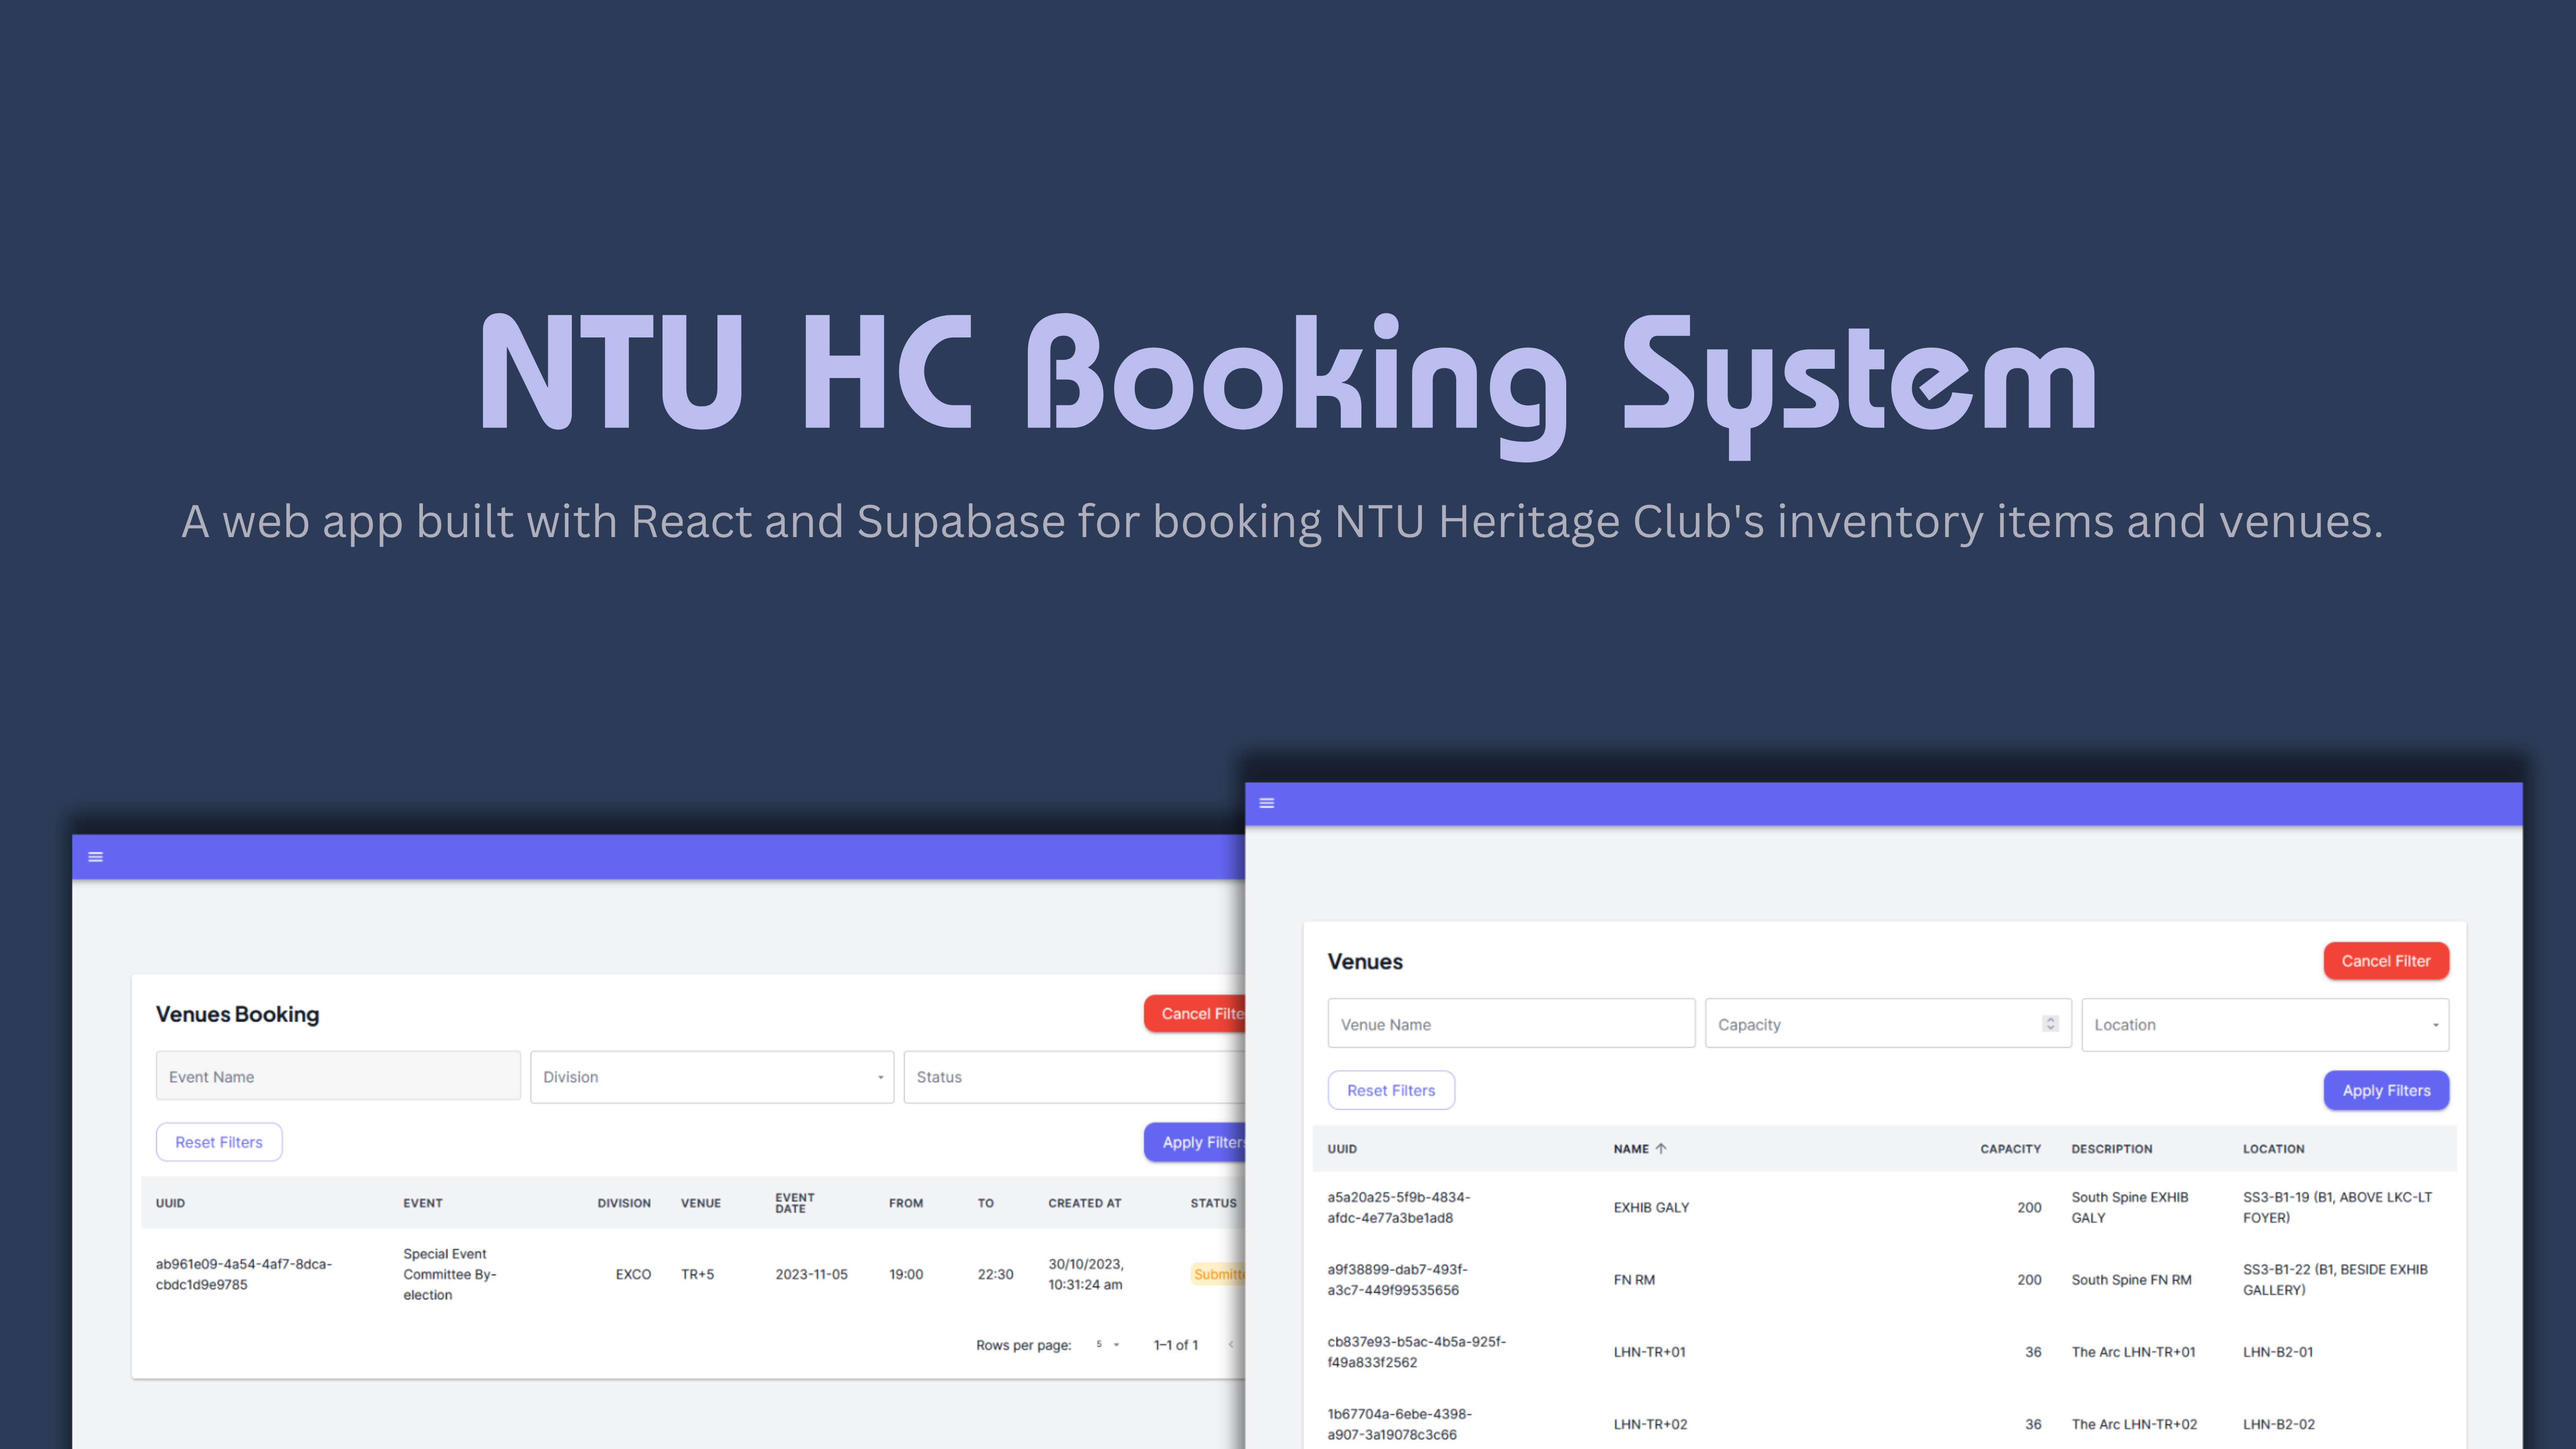 NTU HC Booking System
A web app built with React and Supabase for booking NTU Heritage Club's inventory items and venues.
Venues Booking
Cancel Filte
Event Name
Division
Status
Reset Filters
Apply Filters
UUID EVENT DIVISION VENUE EVENT DATE FROM TO CREATED AT STATUS
ab961e09-4a54-4af7-8dca-
cbdc1d9e9785
Special Event
Committee By-
election
EXCO
TR+5
2023-11-05
19:00
22:30
30/10/2023,
10:31:24 am
Submitte
Rows per page: 5 1–1 of 1
Venues
Cancel Filter
Venue Name
Capacity
Location
Reset Filters
Apply Filters
UUID NAME CAPACITY DESCRIPTION LOCATION
a5a20a25-5f9b-4834-
afdc-4e77a3be1ad8
EXHIB GALY
200
South Spine EXHIB
GALY
SS3-B1-19 (B1, ABOVE LKC-LT
FOYER)
a9f38899-dab7-493f-
a3c7-449f99535656
FN RM
200
South Spine FN RM
SS3-B1-22 (B1, BESIDE EXHIB
GALLERY)
cb837e93-b5ac-4b5a-925f-
f49a833f2562
LHN-TR+01
36
The Arc LHN-TR+01
LHN-B2-01
1b67704a-6ebe-4398-
a907-3a19078c3c66
LHN-TR+02
36
The Arc LHN-TR+02
LHN-B2-02